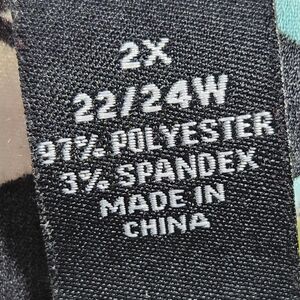 2X
22/24W
97% POLYESTER
3% SPANDEX
MADE IN
CHINA